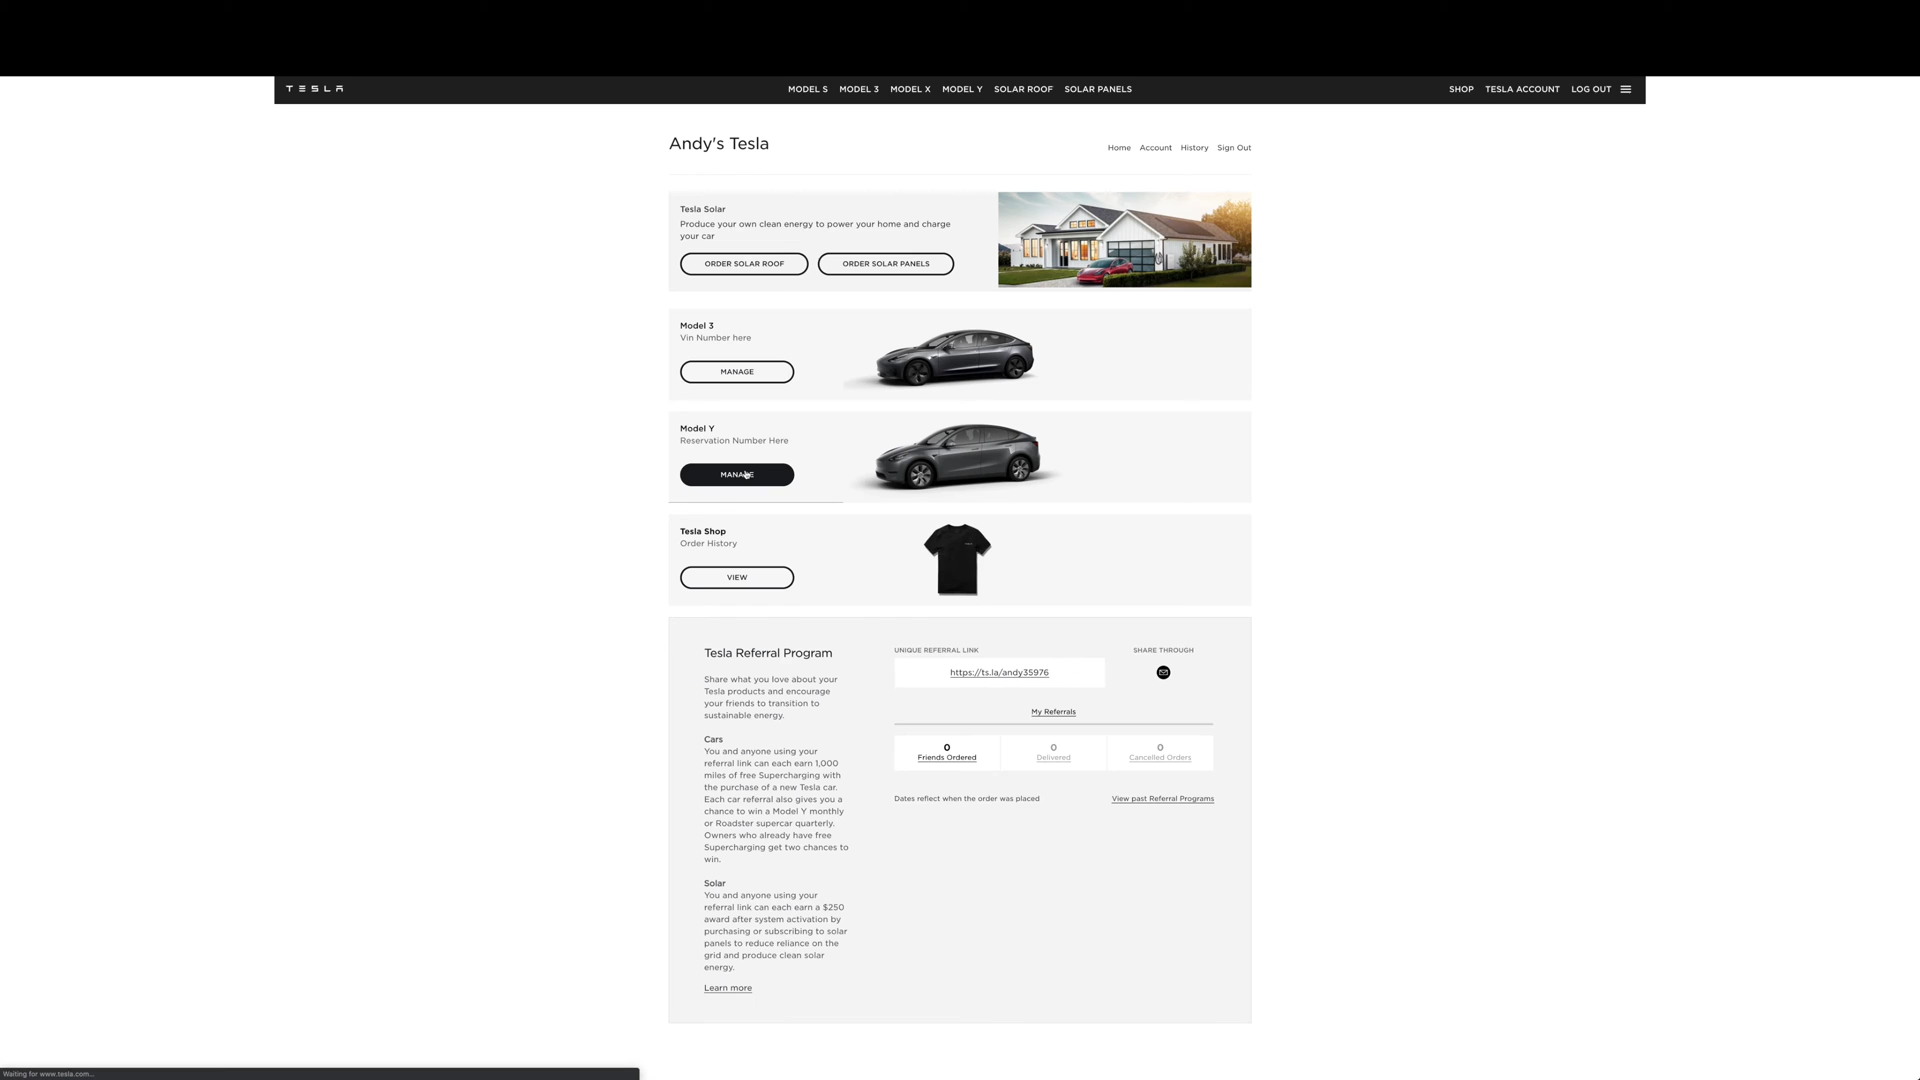 TESLA
MODEL S MODEL 3 MODEL X MODEL Y SOLAR ROOF SOLAR PANELS
SHOP TESLA ACCOUNT LOG OUT
Andy's Tesla
Home Account History Sign Out
Tesla Solar
Produce your own clean energy to power your home and charge
your car
ORDER SOLAR ROOF ORDER SOLAR PANELS
Model 3
Vin Number here
MANAGE
Model Y
Reservation Number Here
MANAGE
Tesla Shop
Order History
VIEW
Tesla Referral Program
Share what you love about your
Tesla products and encourage
your friends to transition to
sustainable energy.
Cars
You and anyone using your
referral link can each earn 1,000
miles of free Supercharging with
the purchase of a new Tesla car.
Each car referral also gives you a
chance to win a Model Y monthly
or Roadster supercar quarterly.
Owners who already have free
Supercharging get two chances to
win.
Solar
You and anyone using your
referral link can each earn a $250
award after system activation by
purchasing or subscribing to solar
panels to reduce reliance on the
grid and produce clean solar
energy.
Learn more
UNIQUE REFERRAL LINK
https://ts.la/andy35976
SHARE THROUGH
My Referrals
0 0 0
Friends Ordered Delivered Cancelled Orders
Dates reflect when the order was placed
View past Referral Programs
Waiting for www.tesla.com...